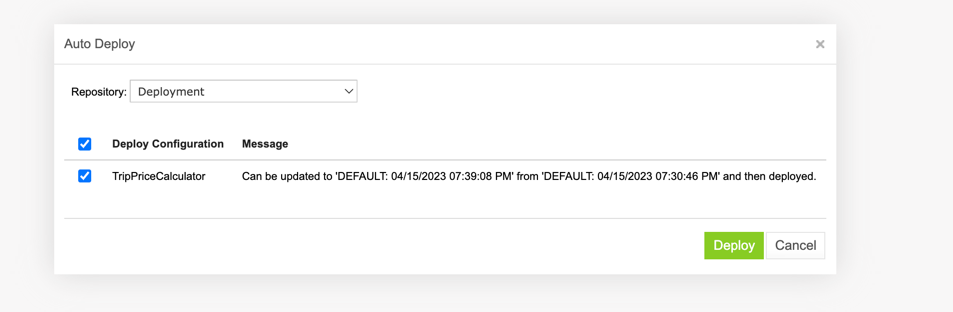 Auto Deploy ×
Repository: Deployment
Deploy Configuration Message
TripPriceCalculator Can be updated to 'DEFAULT: 04/15/2023 07:39:08 PM' from 'DEFAULT: 04/15/2023 07:30:46 PM' and then deployed.
Deploy Cancel